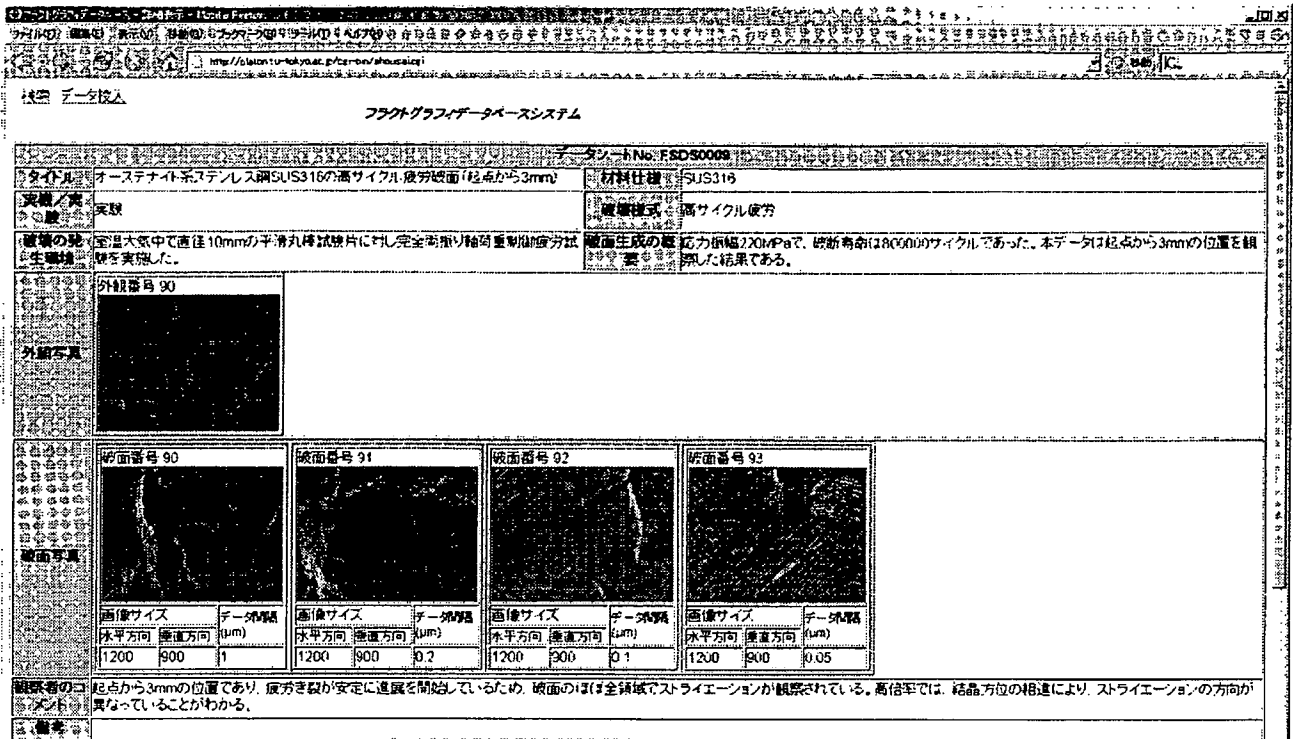 ファイル(F) 編集(E) 表示(V) 移動(G) ブックマーク(B) ツール(T) ヘルプ(H)
検索 データ投入
フラクトグラフィデータベースシステム
データシートNo. FSDS0009
タイトル オーステナイト系ステンレス鋼SUS316の高サイクル疲労破面(起点から3mm) 材料仕様 SUS316
実機/実験 実験 破壊様式 高サイクル疲労
破壊の発生環境 室温大気中で直径10mmの平滑丸棒試験片に対し完全両振り軸荷重制御疲労試験を実施した。 破面生成の概要 応力振幅220MPaで、破断寿命は800000サイクルであった。本データは起点から3mmの位置を観察した結果である。
外観写真 外観番号 90
破面写真 破面番号 90 破面番号 91 破面番号 92 破面番号 93
画像サイズ データ間隔(μm) 画像サイズ データ間隔(μm) 画像サイズ データ間隔(μm) 画像サイズ データ間隔(μm)
水平方向 垂直方向 水平方向 垂直方向 水平方向 垂直方向 水平方向 垂直方向
1200 900 1 1200 900 0.2 1200 900 0.1 1200 900 0.05
観察者のコメント 起点から3mmの位置であり、疲労き裂が安定に進展を開始しているため、破面のほぼ全領域でストライエーションが観察されている。高倍率では、結晶方位の相違により、ストライエーションの方向が異なっていることがわかる。
備考